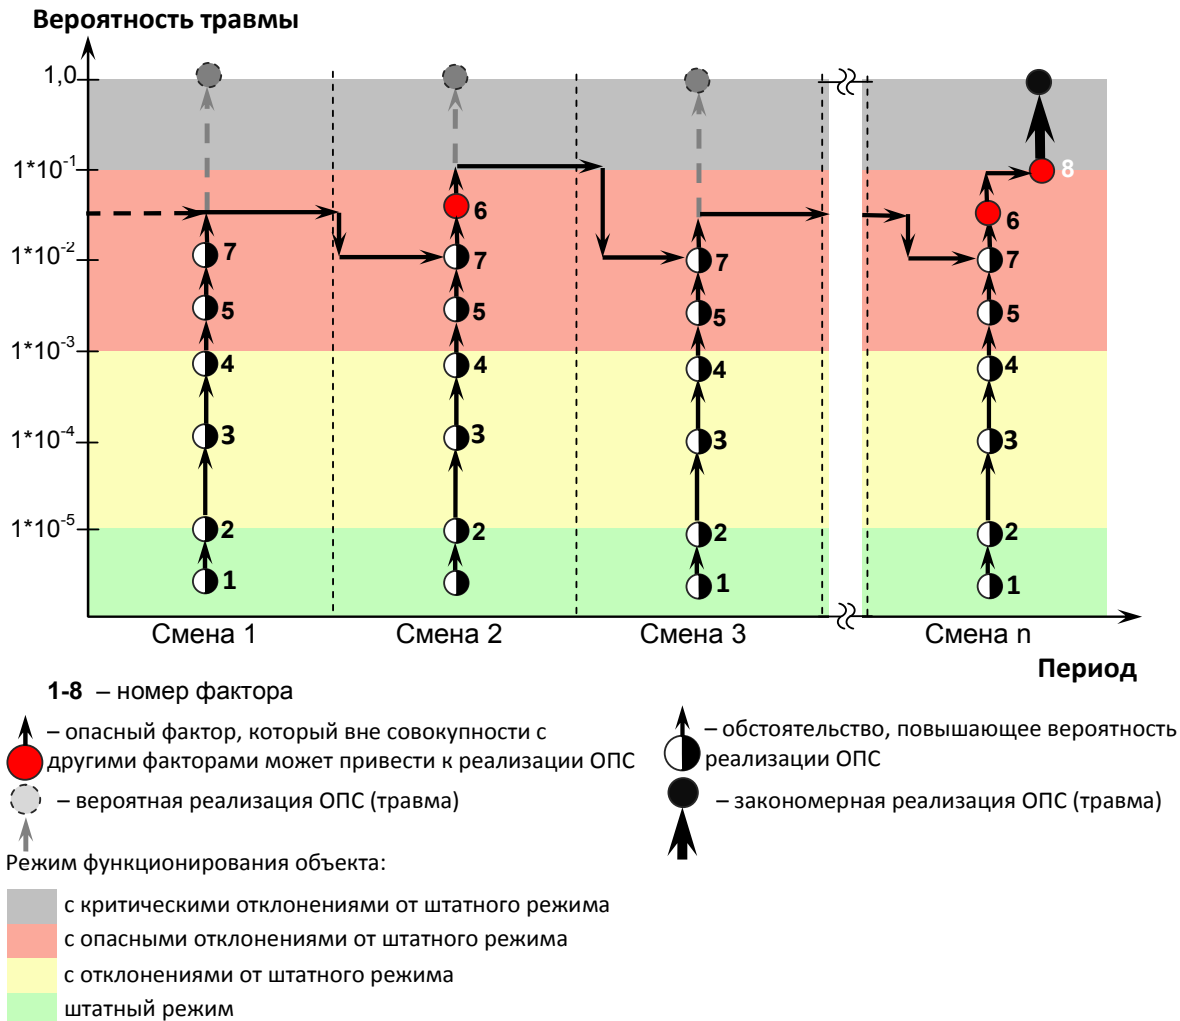 Вероятность травмы
1,0
1*10-1
8
6
6
1*10-2
7
7
7
7
5
5
5
5
1*10-3
4
4
4
4
1*10-4
3
3
3
3
1*10-5
2
2
2
2
1
1
1
Смена 1
Смена 2
Смена 3
Смена n
Период
1-8 – номер фактора
– опасный фактор, который вне совокупности с
другими факторами может привести к реализации ОПС
– обстоятельство, повышающее вероятность
реализации ОПС
– вероятная реализация ОПС (травма)
– закономерная реализация ОПС (травма)
Режим функционирования объекта:
с критическими отклонениями от штатного режима
с опасными отклонениями от штатного режима
с отклонениями от штатного режима
штатный режим